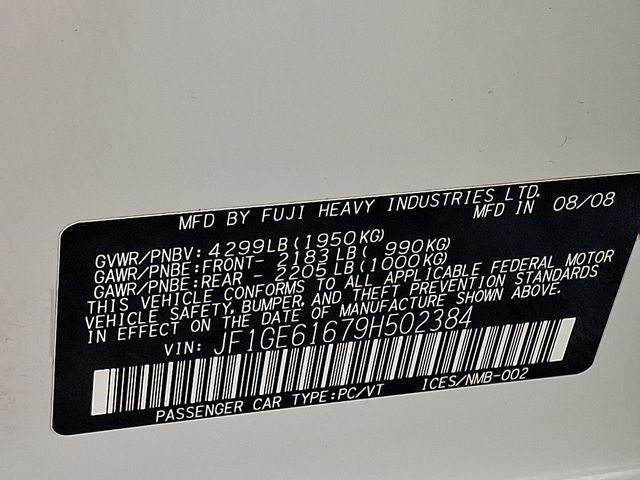 MFD BY FUJI HEAVY INDUSTRIES LTD.
MFD IN 08/08
GVWR/PNBV: 4299LB (1950KG)
GAWR/PNBE:FRONT- 2183 LB ( 990KG)
GAWR/PNBE:REAR - 2205 LB (1000KG)
THIS VEHICLE CONFORMS TO ALL APPLICABLE FEDERAL MOTOR
VEHICLE SAFETY, BUMPER, AND THEFT PREVENTION STANDARDS
IN EFFECT ON THE DATE OF MANUFACTURE SHOWN ABOVE.
VIN: JF1GE61679H502384
PASSENGER CAR TYPE:PC/VT ICES/NMB-002